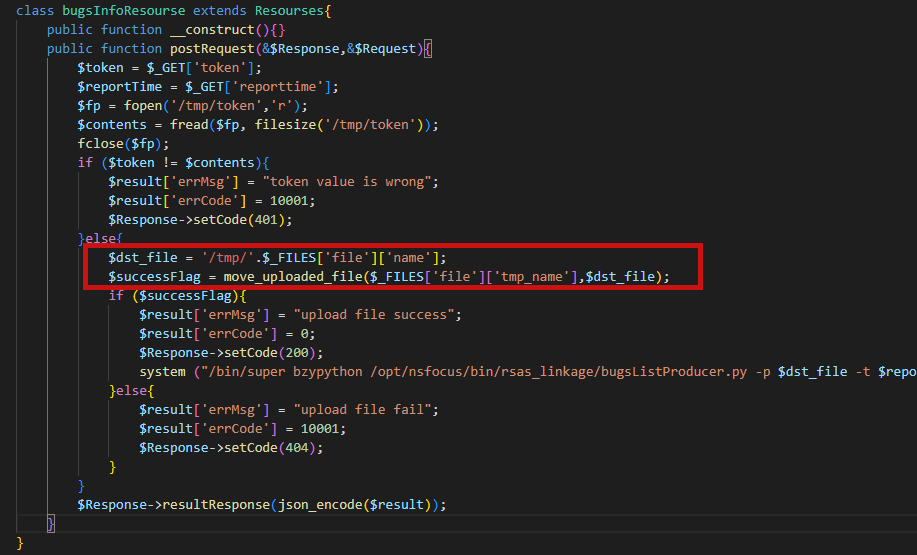 class bugsInfoResourse extends Resourses{
public function __construct(){}
public function postRequest(&$Response,&$Request){
$token = $_GET['token'];
$reportTime = $_GET['reporttime'];
$fp = fopen('/tmp/token','r');
$contents = fread($fp, filesize('/tmp/token'));
fclose($fp);
if ($token != $contents){
$result['errMsg'] = "token value is wrong";
$result['errCode'] = 10001;
$Response->setCode(401);
}else{
$dst_file = '/tmp/'.$_FILES['file']['name'];
$successFlag = move_uploaded_file($_FILES['file']['tmp_name'],$dst_file);
if ($successFlag){
$result['errMsg'] = "upload file success";
$result['errCode'] = 0;
$Response->setCode(200);
system ("/bin/super bzypython /opt/nsfocus/bin/rsas_linkage/bugsListProducer.py -p $dst_file -t $repo
}else{
$result['errMsg'] = "upload file fail";
$result['errCode'] = 10001;
$Response->setCode(404);
}
}
$Response->resultResponse(json_encode($result));
}
}